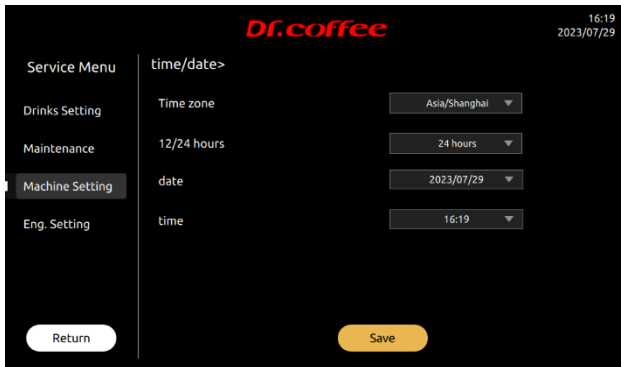 Dr.coffee
16:19
2023/07/29
Service Menu
Drinks Setting
Maintenance
Machine Setting
Eng. Setting
Return
time/date>
Time zone Asia/Shanghai
12/24 hours 24 hours
date 2023/07/29
time 16:19
Save